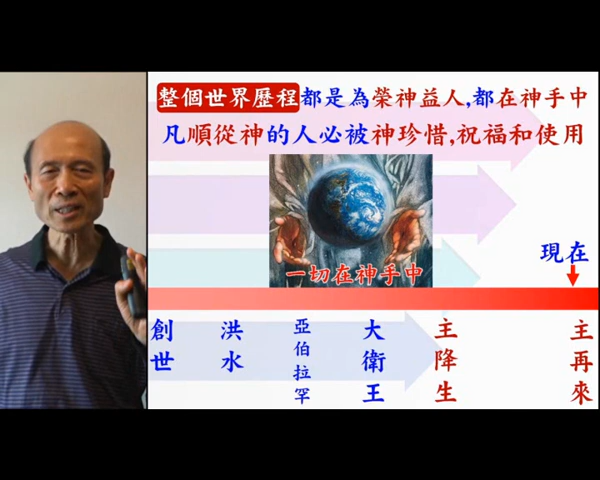 整個世界歷程都是為榮神益人,都在神手中
凡順從神的人必被神珍惜,祝福和使用
一切在神手中
現在
創世
洪水
亞伯拉罕
大衛王
主降生
主再來